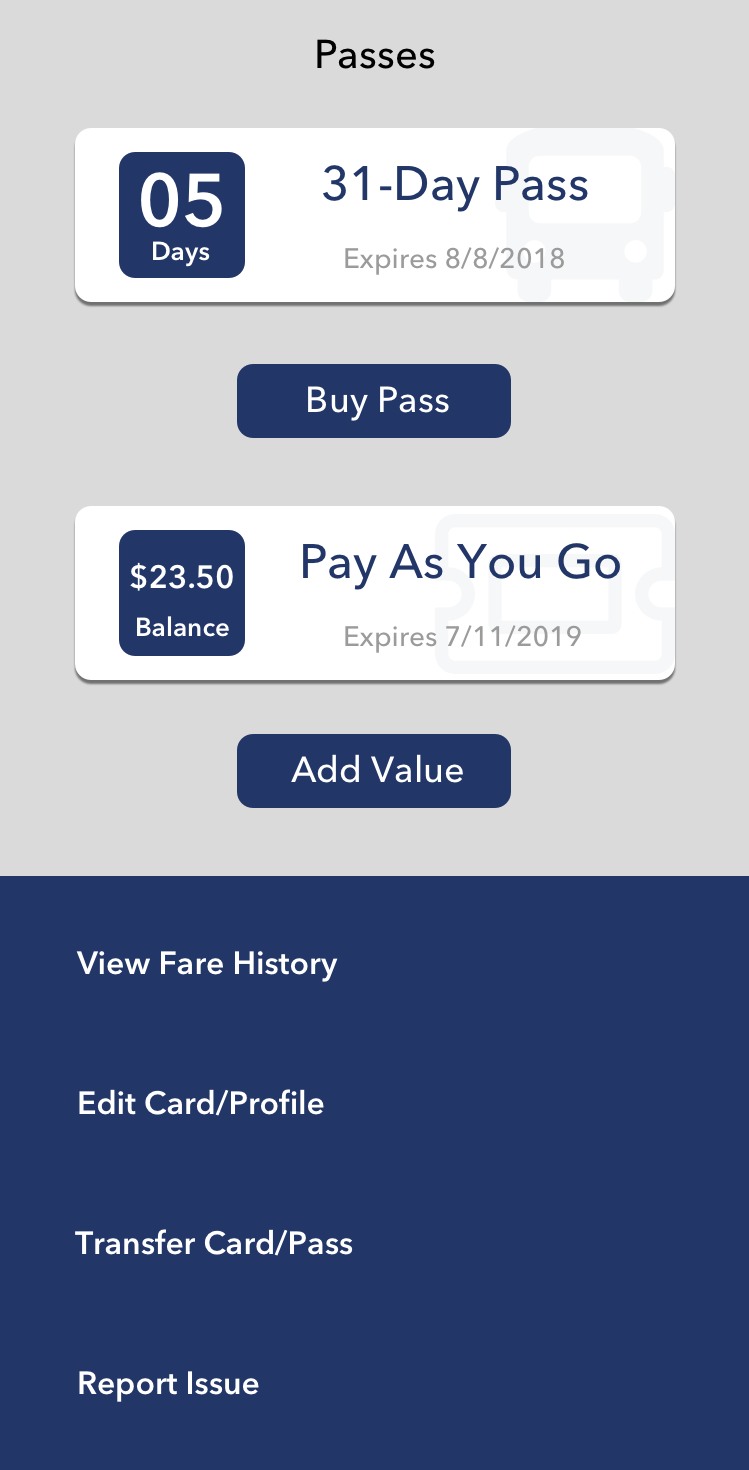 Passes
05
Days
31-Day Pass
Expires 8/8/2018
Buy Pass
$23.50
Balance
Pay As You Go
Expires 7/11/2019
Add Value
View Fare History
Edit Card/Profile
Transfer Card/Pass
Report Issue